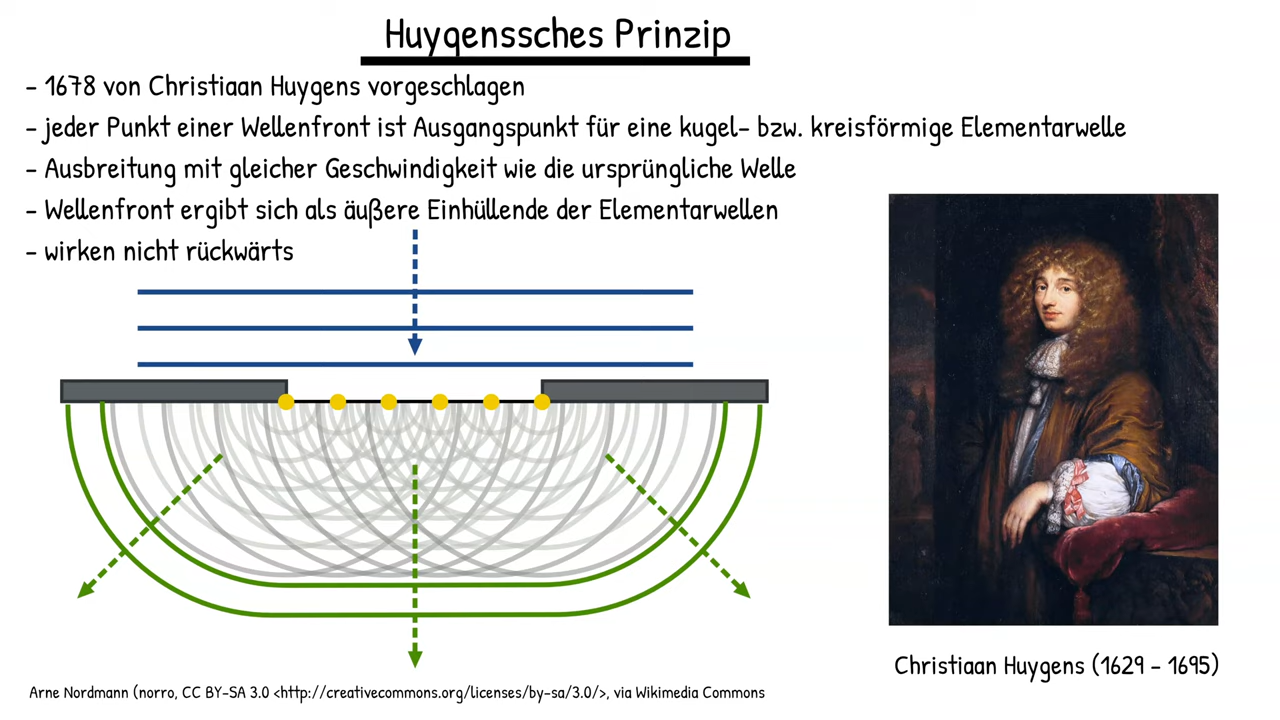 Huygenssches Prinzip
- 1678 von Christiaan Huygens vorgeschlagen
- jeder Punkt einer Wellenfront ist Ausgangspunkt für eine kugel- bzw. kreisförmige Elementarwelle
- Ausbreitung mit gleicher Geschwindigkeit wie die ursprüngliche Welle
- Wellenfront ergibt sich als äußere Einhüllende der Elementarwellen
- wirken nicht rückwärts
Christiaan Huygens (1629 - 1695)
Arne Nordmann (norro, CC BY-SA 3.0 <http://creativecommons.org/licenses/by-sa/3.0/>, via Wikimedia Commons